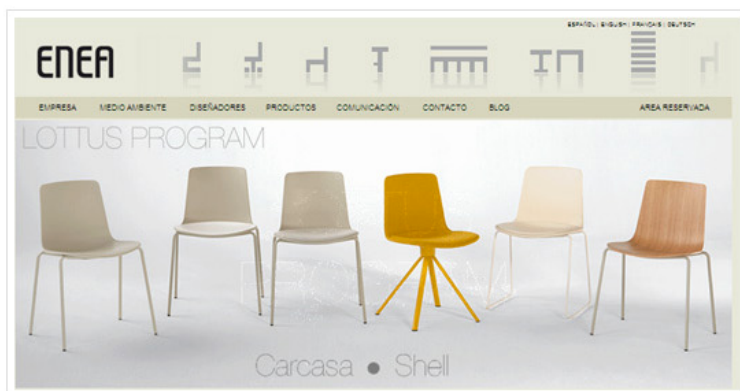 ESPAÑOL | ENGLISH | FRANÇAIS | DEUTSCH
ENEA
EMPRESA MEDIO AMBIENTE DISEÑADORES PRODUCTOS COMUNICACIÓN CONTACTO BLOG AREA RESERVADA
LOTTUS PROGRAM
PROGRAM
Carcasa ● Shell